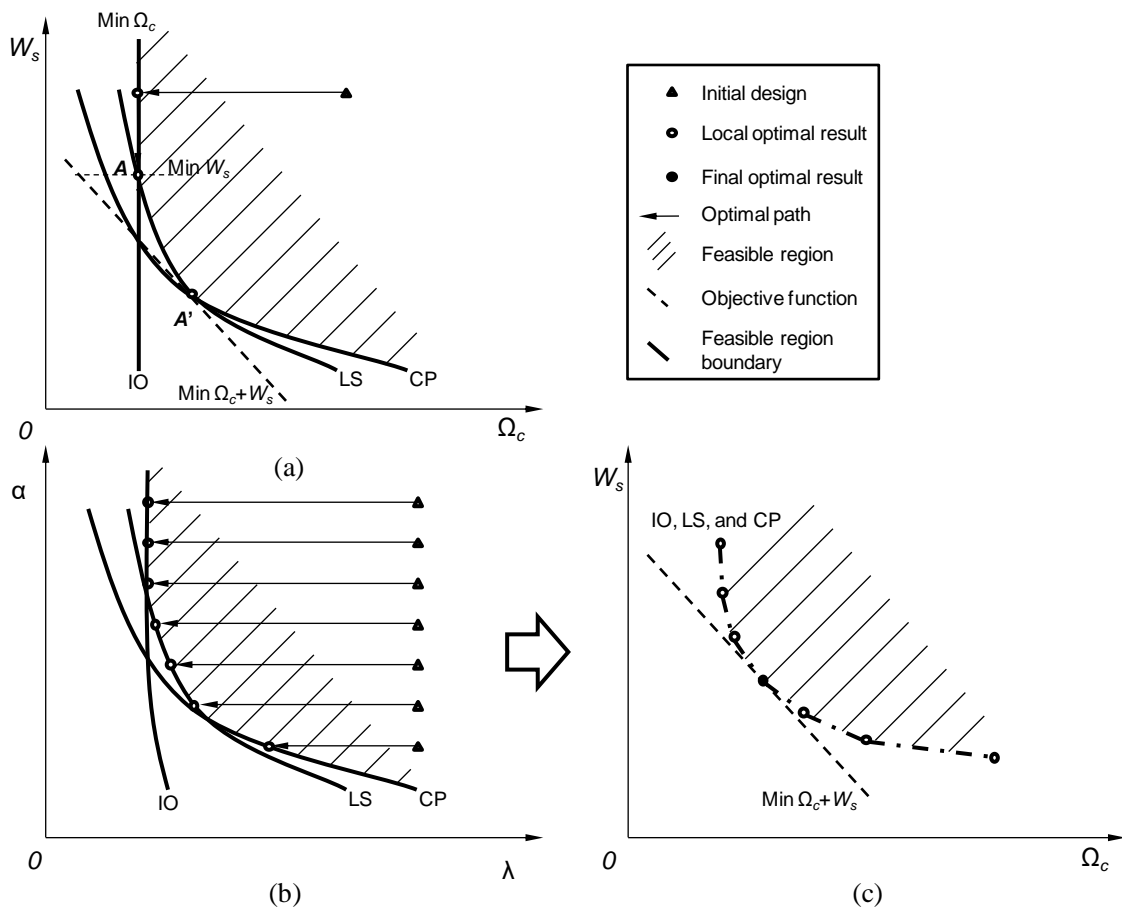 Min Ωc
Ws
A
Min Ws
A'
IO
LS
CP
Min Ωc+Ws
0
Ωc
(a)
Initial design
Local optimal result
Final optimal result
Optimal path
Feasible region
Objective function
Feasible region
boundary
α
IO
LS
CP
0
λ
(b)
Ws
IO, LS, and CP
Min Ωc+Ws
0
Ωc
(c)